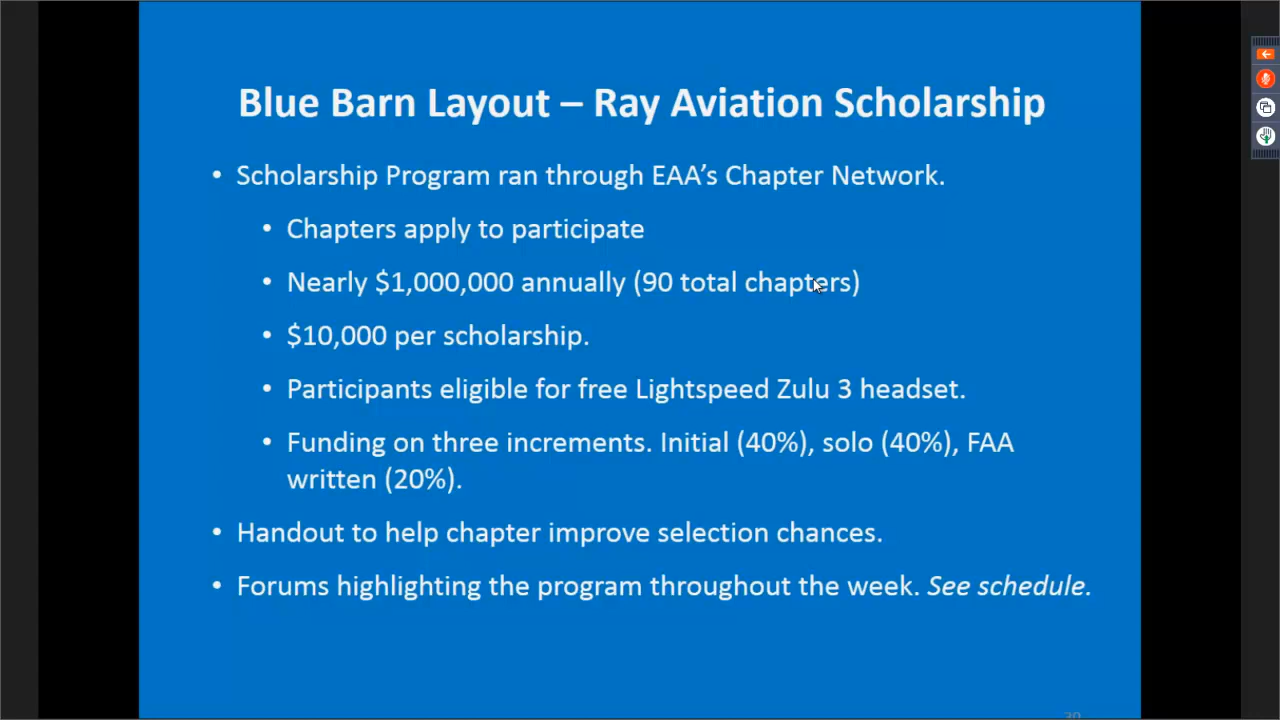 Blue Barn Layout – Ray Aviation Scholarship
• Scholarship Program ran through EAA’s Chapter Network.
• Chapters apply to participate
• Nearly $1,000,000 annually (90 total chapters)
• $10,000 per scholarship.
• Participants eligible for free Lightspeed Zulu 3 headset.
• Funding on three increments. Initial (40%), solo (40%), FAA
written (20%).
• Handout to help chapter improve selection chances.
• Forums highlighting the program throughout the week. See schedule.